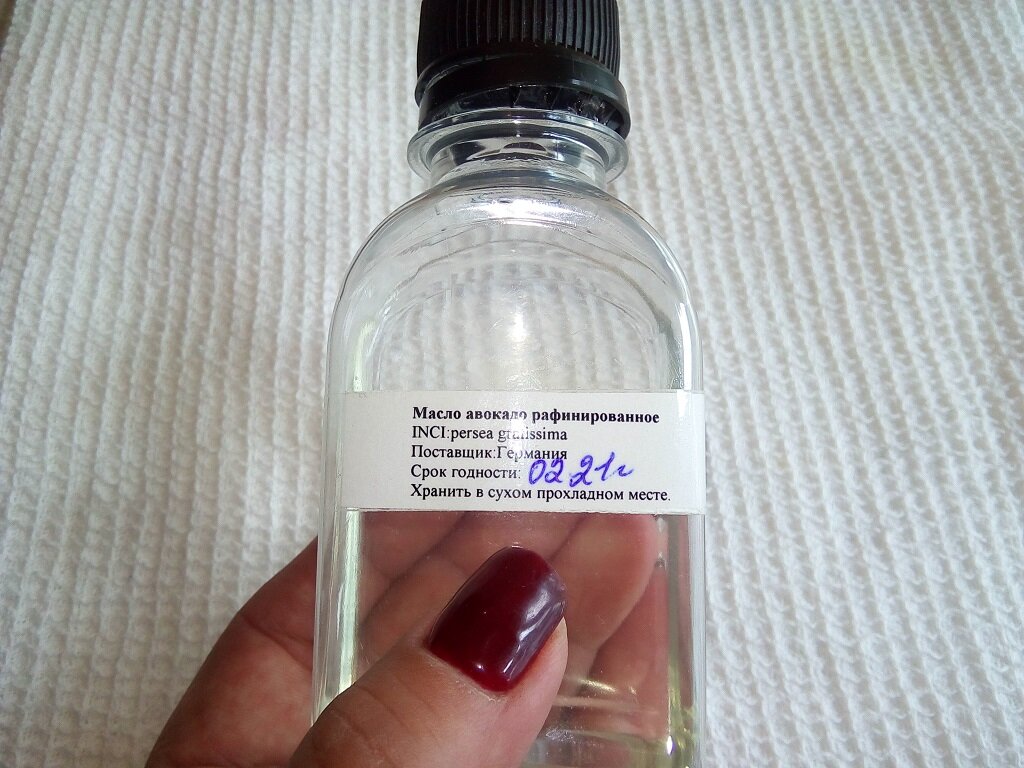 Масло авокадо рафинированное
INCI:persea gratissima
Поставщик:Германия
Срок годности: 02 21г
Хранить в сухом прохладном месте.